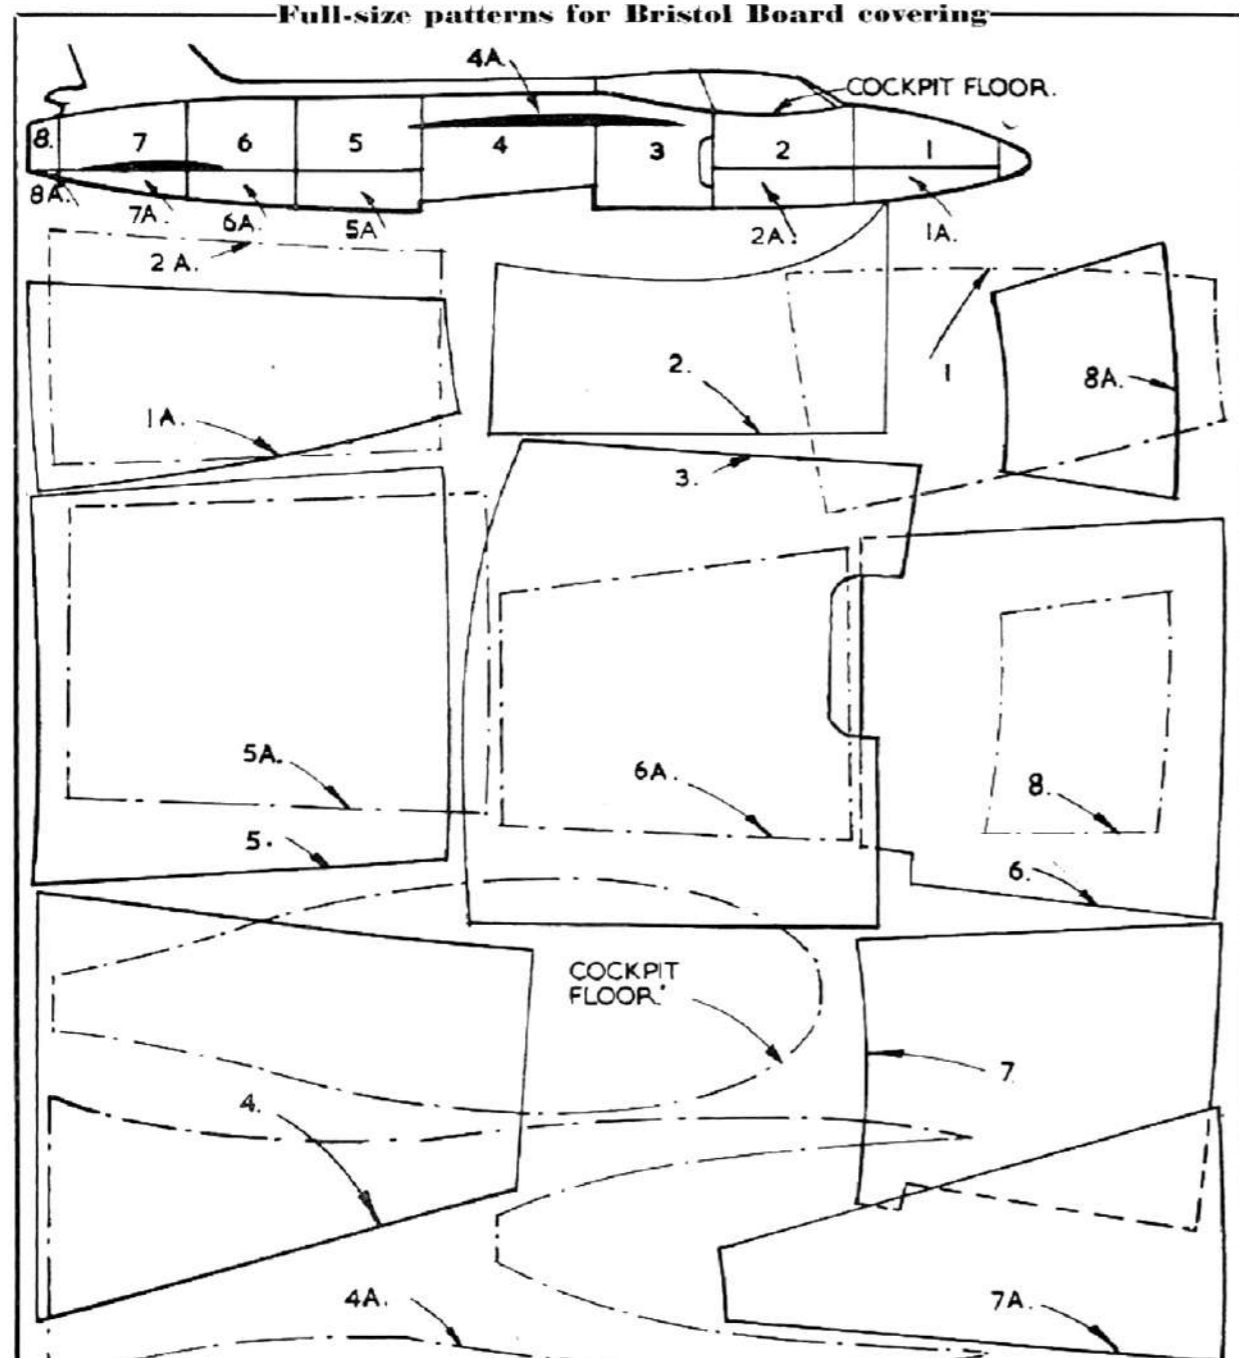 Full-size patterns for Bristol Board covering
4A.
COCKPIT FLOOR.
8. 7 6 5 4 3 2 1
8A. 7A. 6A. 5A 2A. 1A.
2A.
2.
1
8A.
1A.
3.
5A.
6A.
8.
5.
6.
COCKPIT
FLOOR.
7.
4.
4A.
7A.